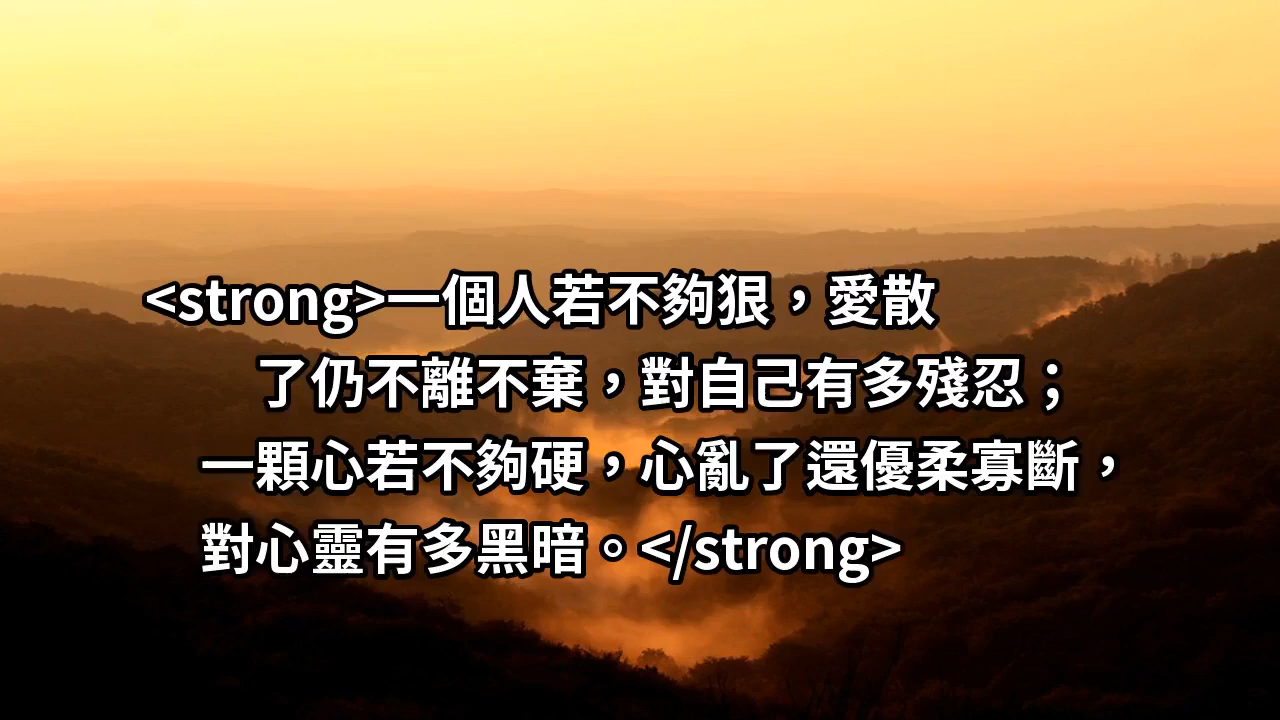 <strong>一個人若不夠狠，愛散
了仍不離不棄，對自己有多殘忍；
一顆心若不夠硬，心亂了還優柔寡斷，
對心靈有多黑暗。</strong>